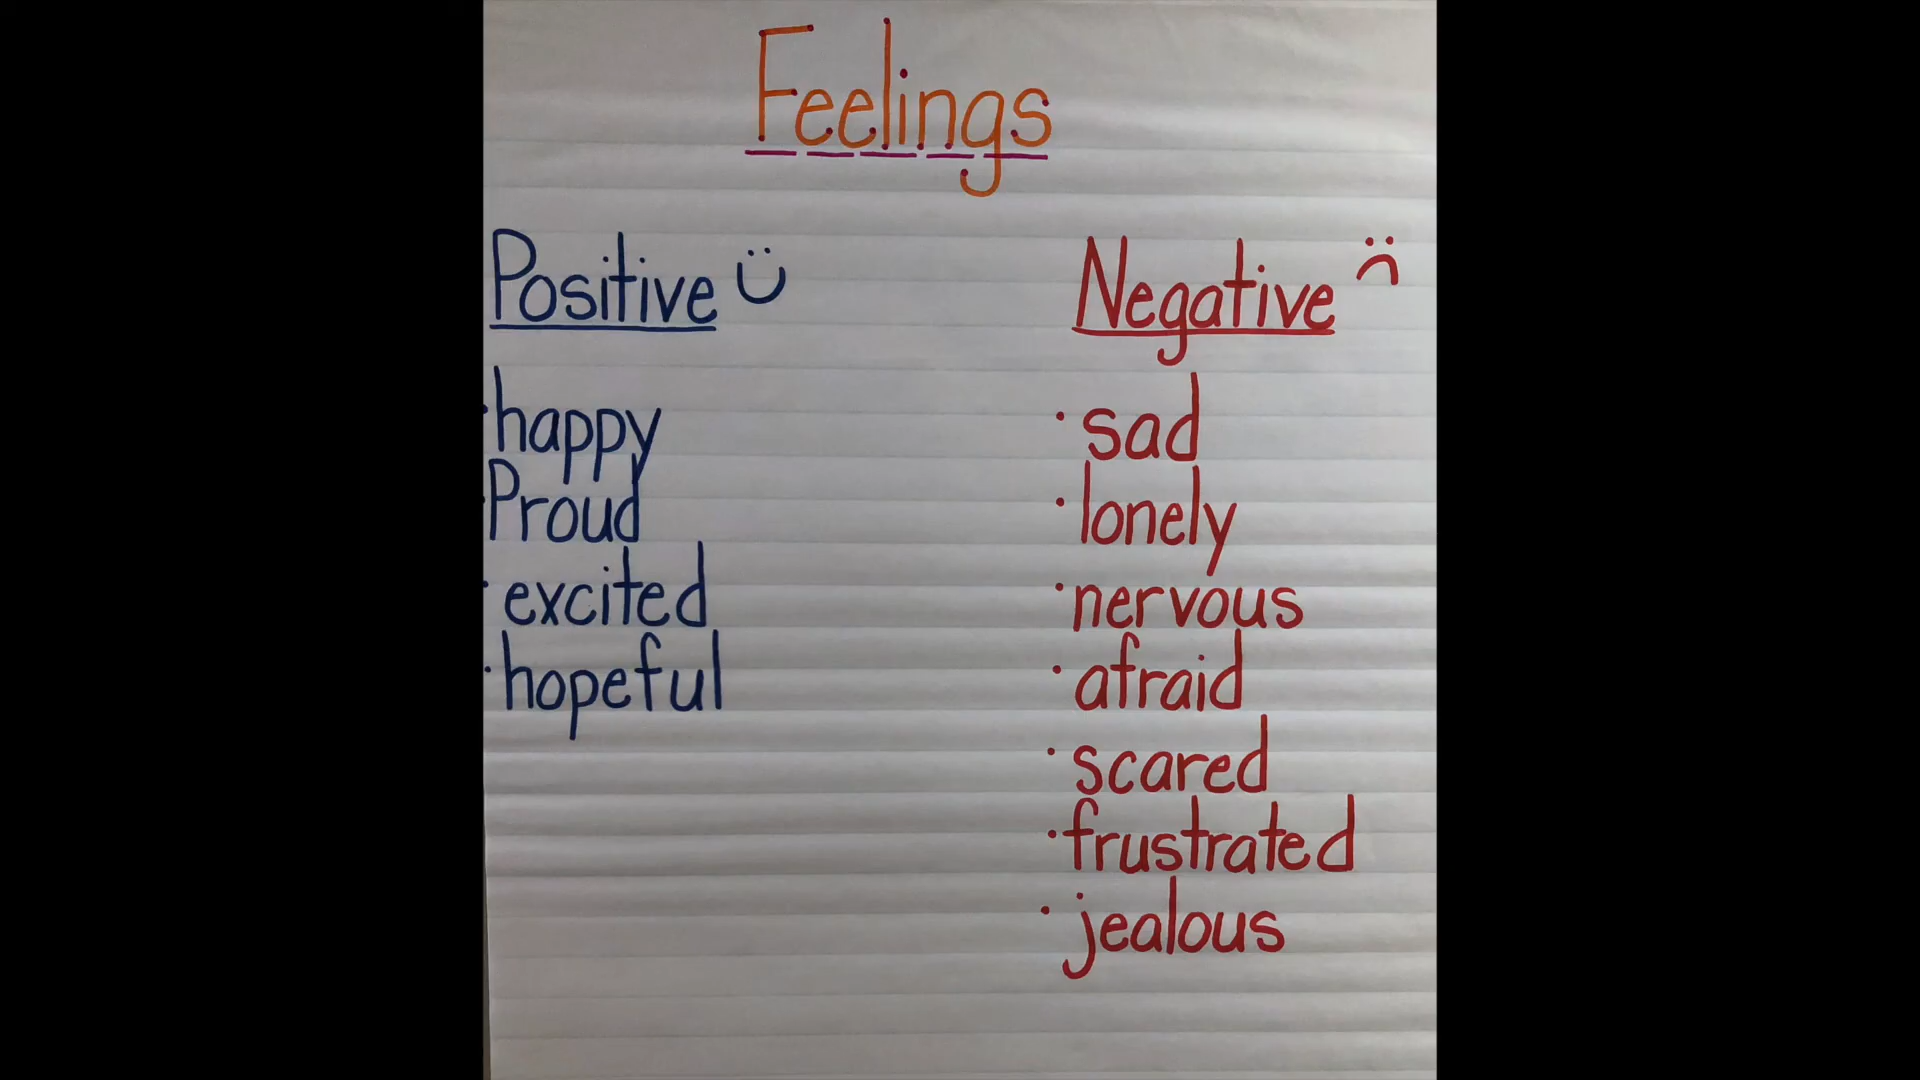 Feelings
Positive
happy
Proud
excited
hopeful
Negative
sad
lonely
nervous
afraid
scared
frustrated
jealous